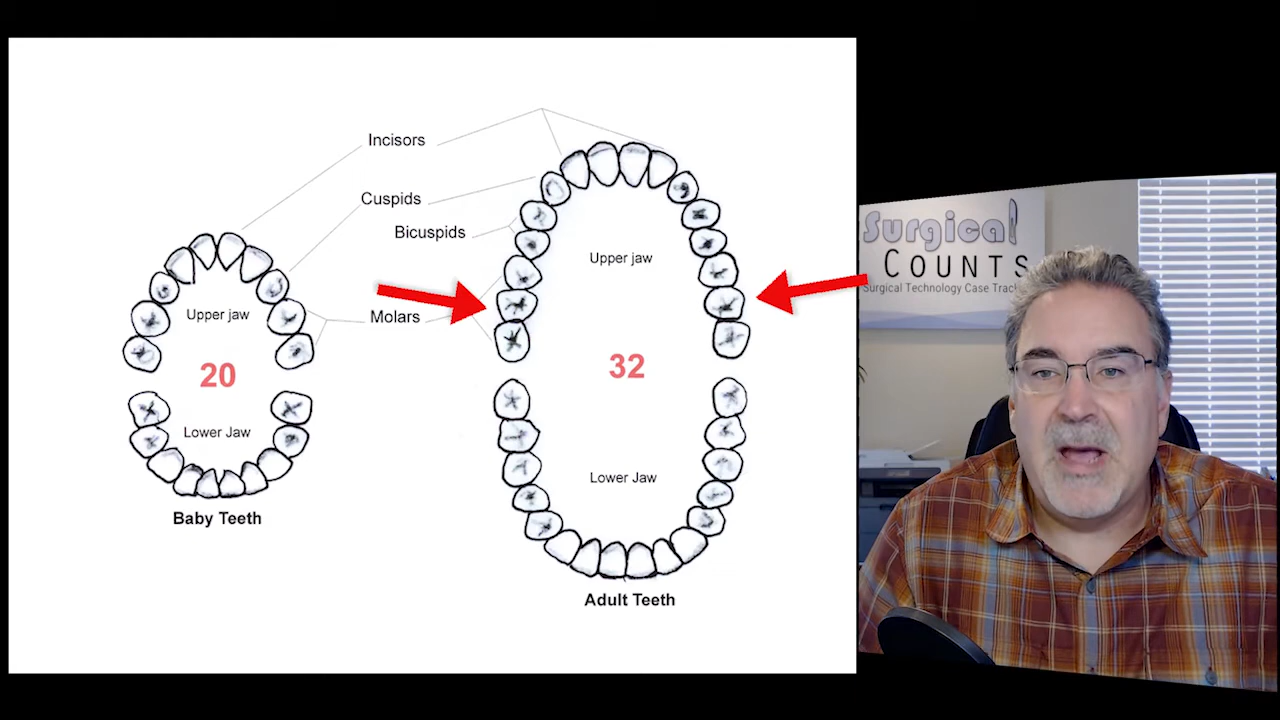 Incisors
Cuspids
Bicuspids
Molars
Upper jaw
20
Lower Jaw
Baby Teeth
Upper jaw
32
Lower Jaw
Adult Teeth
Surgical
COUNTS
Surgical Technology Case